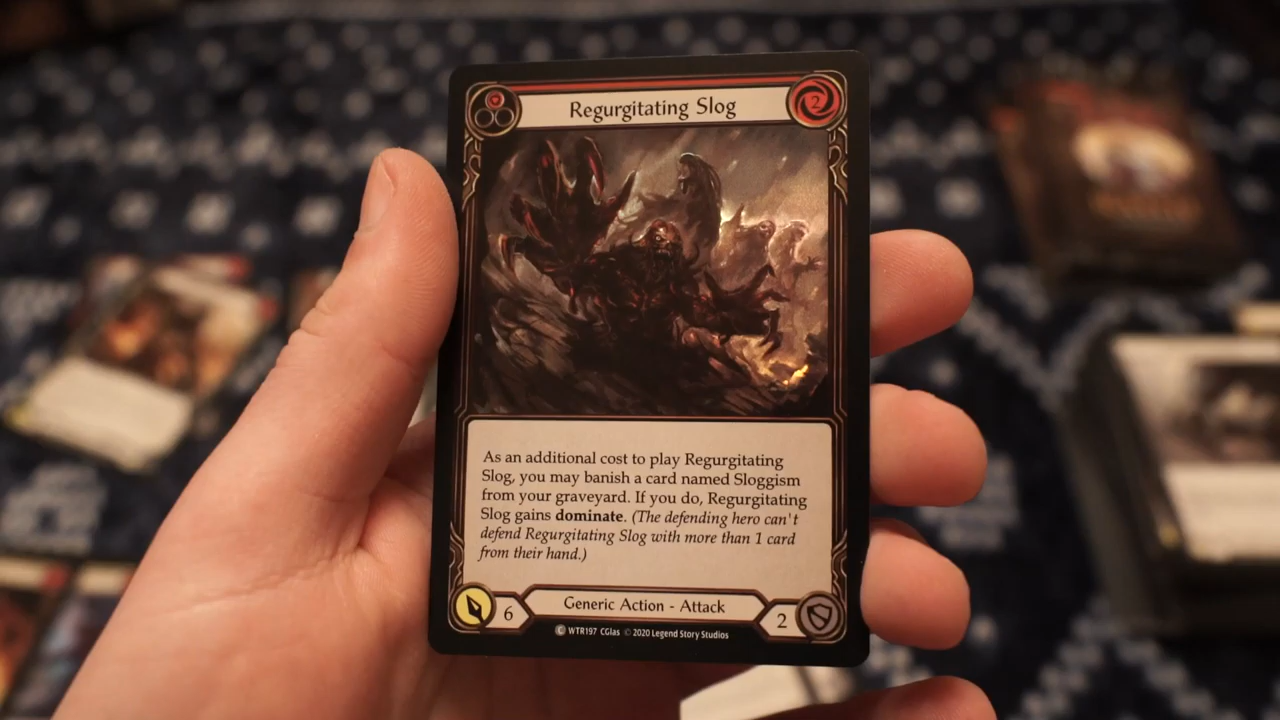 Regurgitating Slog
2
As an additional cost to play Regurgitating
Slog, you may banish a card named Sloggism
from your graveyard. If you do, Regurgitating
Slog gains dominate. (The defending hero can't
defend Regurgitating Slog with more than 1 card
from their hand.)
6
Generic Action - Attack
2
C WTR197 CGlas © 2020 Legend Story Studios